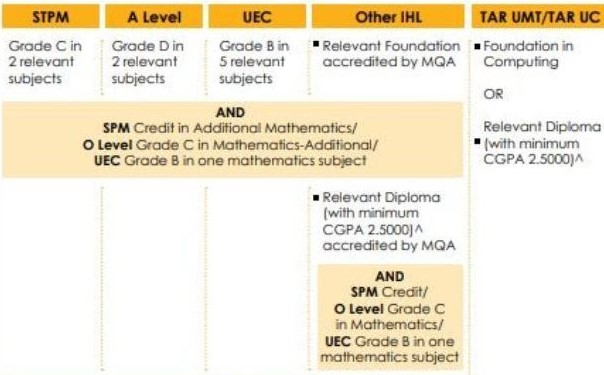 STPM
A Level
UEC
Other IHL
TAR UMT/TAR UC
Grade C in
2 relevant
subjects
Grade D in
2 relevant
subjects
Grade B in
5 relevant
subjects
▪ Relevant Foundation
accredited by MQA
▪ Foundation in
Computing
OR
Relevant Diploma
▪ (with minimum
CGPA 2.5000)^
AND
SPM Credit in Additional Mathematics/
O Level Grade C in Mathematics-Additional/
UEC Grade B in one mathematics subject
▪ Relevant Diploma
(with minimum
CGPA 2.5000)^
accredited by MQA
AND
SPM Credit/
O Level Grade C
in Mathematics/
UEC Grade B in one
mathematics subject